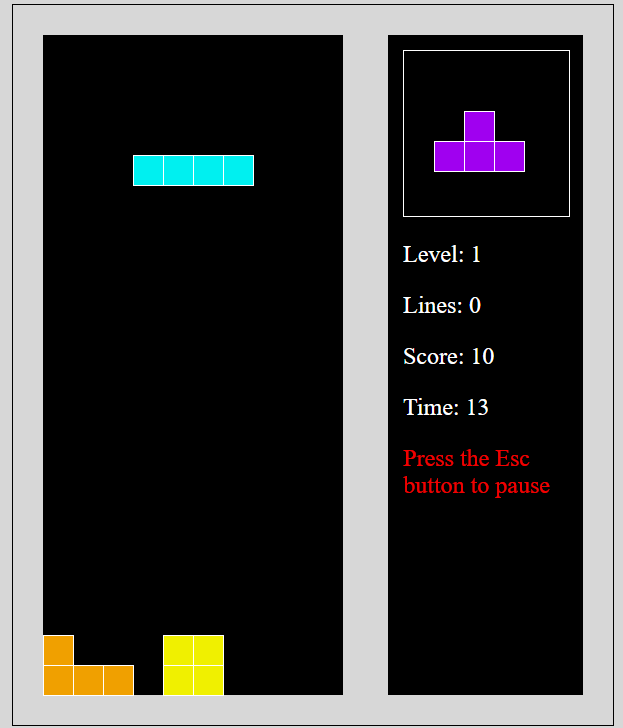 Level: 1
Lines: 0
Score: 10
Time: 13
Press the Esc
button to pause